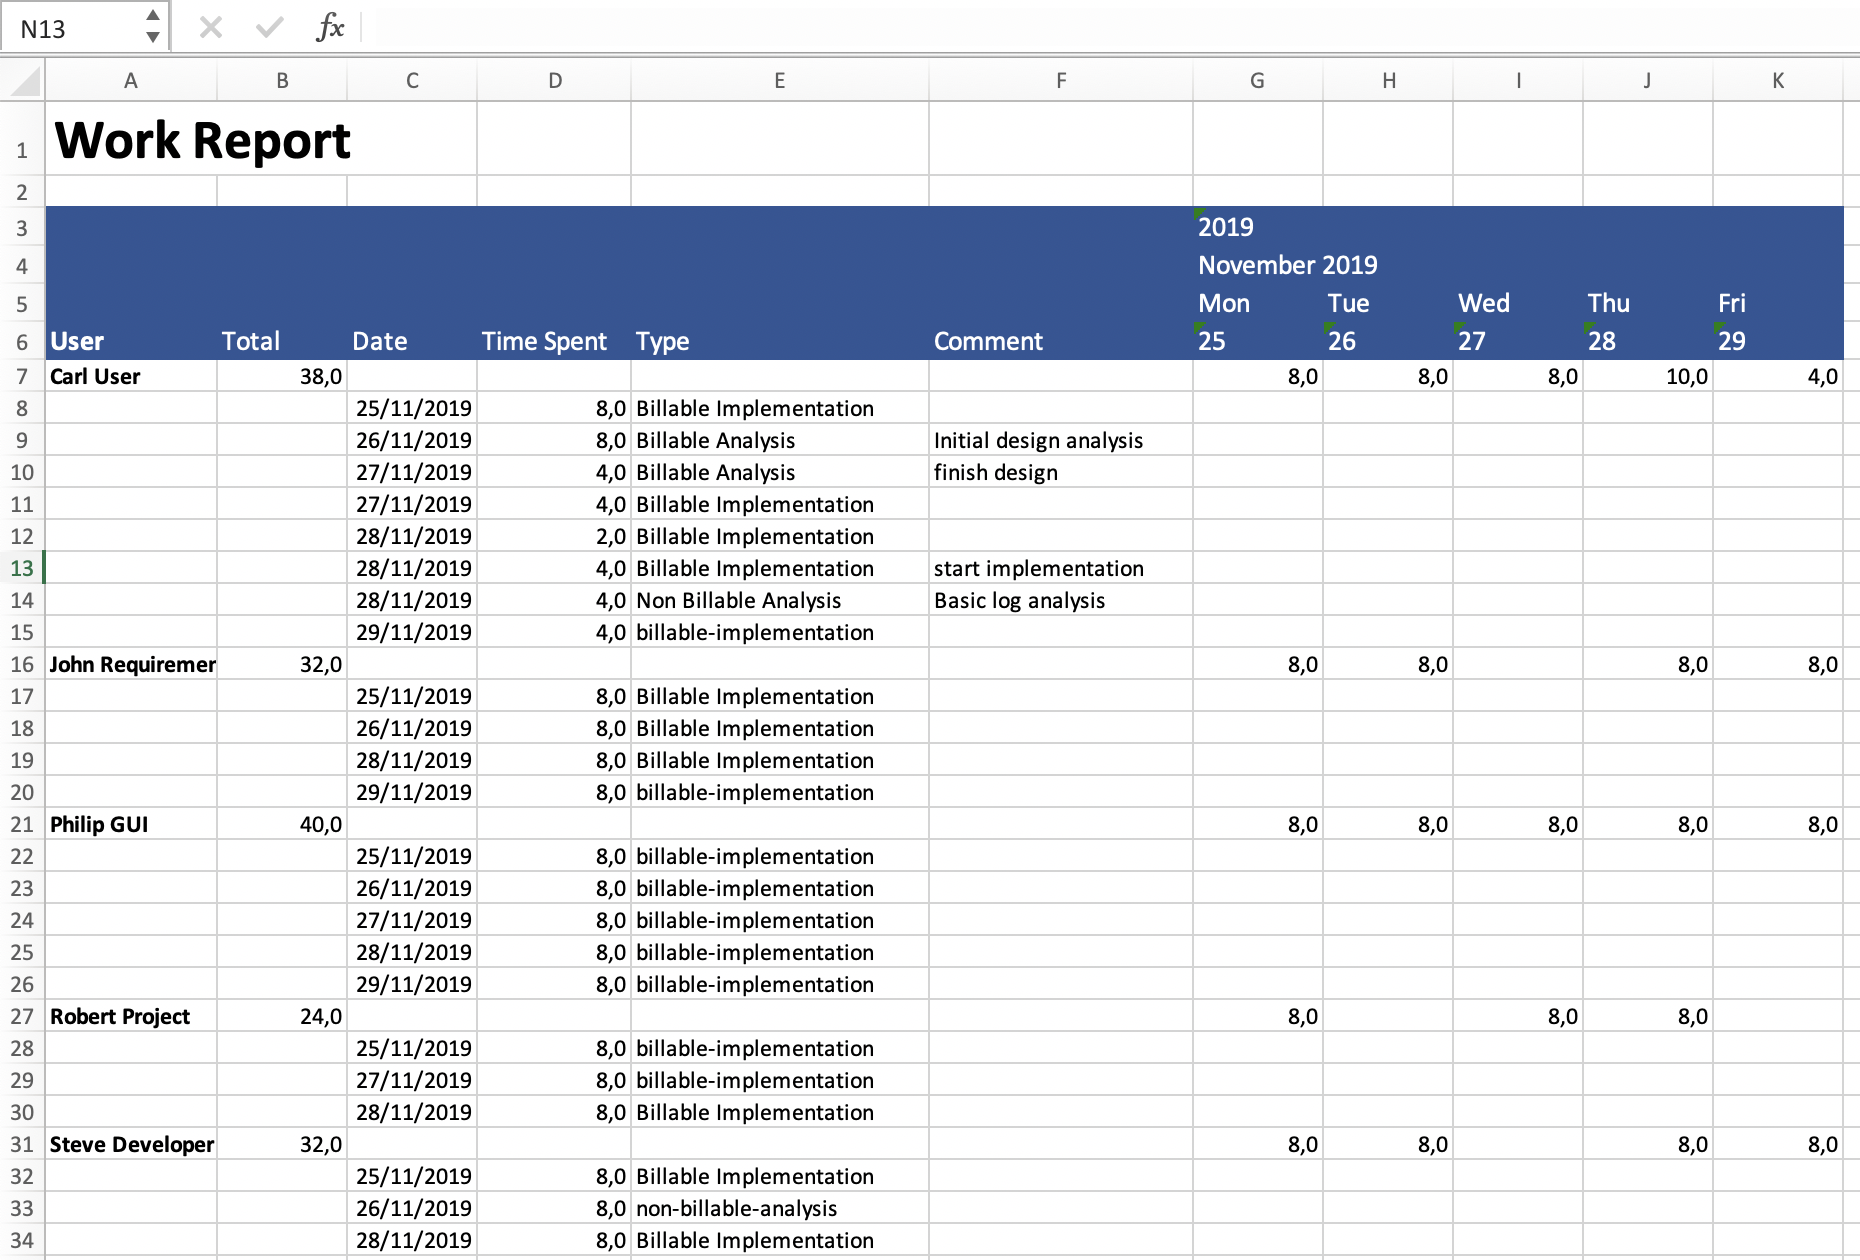 N13 fx
A B C D E F G H I J K
1 Work Report
2
3 2019
4 November 2019
5 Mon Tue Wed Thu Fri
6 User Total Date Time Spent Type Comment 25 26 27 28 29
7 Carl User 38,0 8,0 8,0 8,0 10,0 4,0
8 25/11/2019 8,0 Billable Implementation
9 26/11/2019 8,0 Billable Analysis Initial design analysis
10 27/11/2019 4,0 Billable Analysis finish design
11 27/11/2019 4,0 Billable Implementation
12 28/11/2019 2,0 Billable Implementation
13 28/11/2019 4,0 Billable Implementation start implementation
14 28/11/2019 4,0 Non Billable Analysis Basic log analysis
15 29/11/2019 4,0 billable-implementation
16 John Requiremer 32,0 8,0 8,0 8,0 8,0
17 25/11/2019 8,0 Billable Implementation
18 26/11/2019 8,0 Billable Implementation
19 28/11/2019 8,0 Billable Implementation
20 29/11/2019 8,0 billable-implementation
21 Philip GUI 40,0 8,0 8,0 8,0 8,0 8,0
22 25/11/2019 8,0 billable-implementation
23 26/11/2019 8,0 billable-implementation
24 27/11/2019 8,0 billable-implementation
25 28/11/2019 8,0 billable-implementation
26 29/11/2019 8,0 billable-implementation
27 Robert Project 24,0 8,0 8,0 8,0
28 25/11/2019 8,0 billable-implementation
29 27/11/2019 8,0 billable-implementation
30 28/11/2019 8,0 Billable Implementation
31 Steve Developer 32,0 8,0 8,0 8,0 8,0
32 25/11/2019 8,0 Billable Implementation
33 26/11/2019 8,0 non-billable-analysis
34 28/11/2019 8,0 Billable Implementation